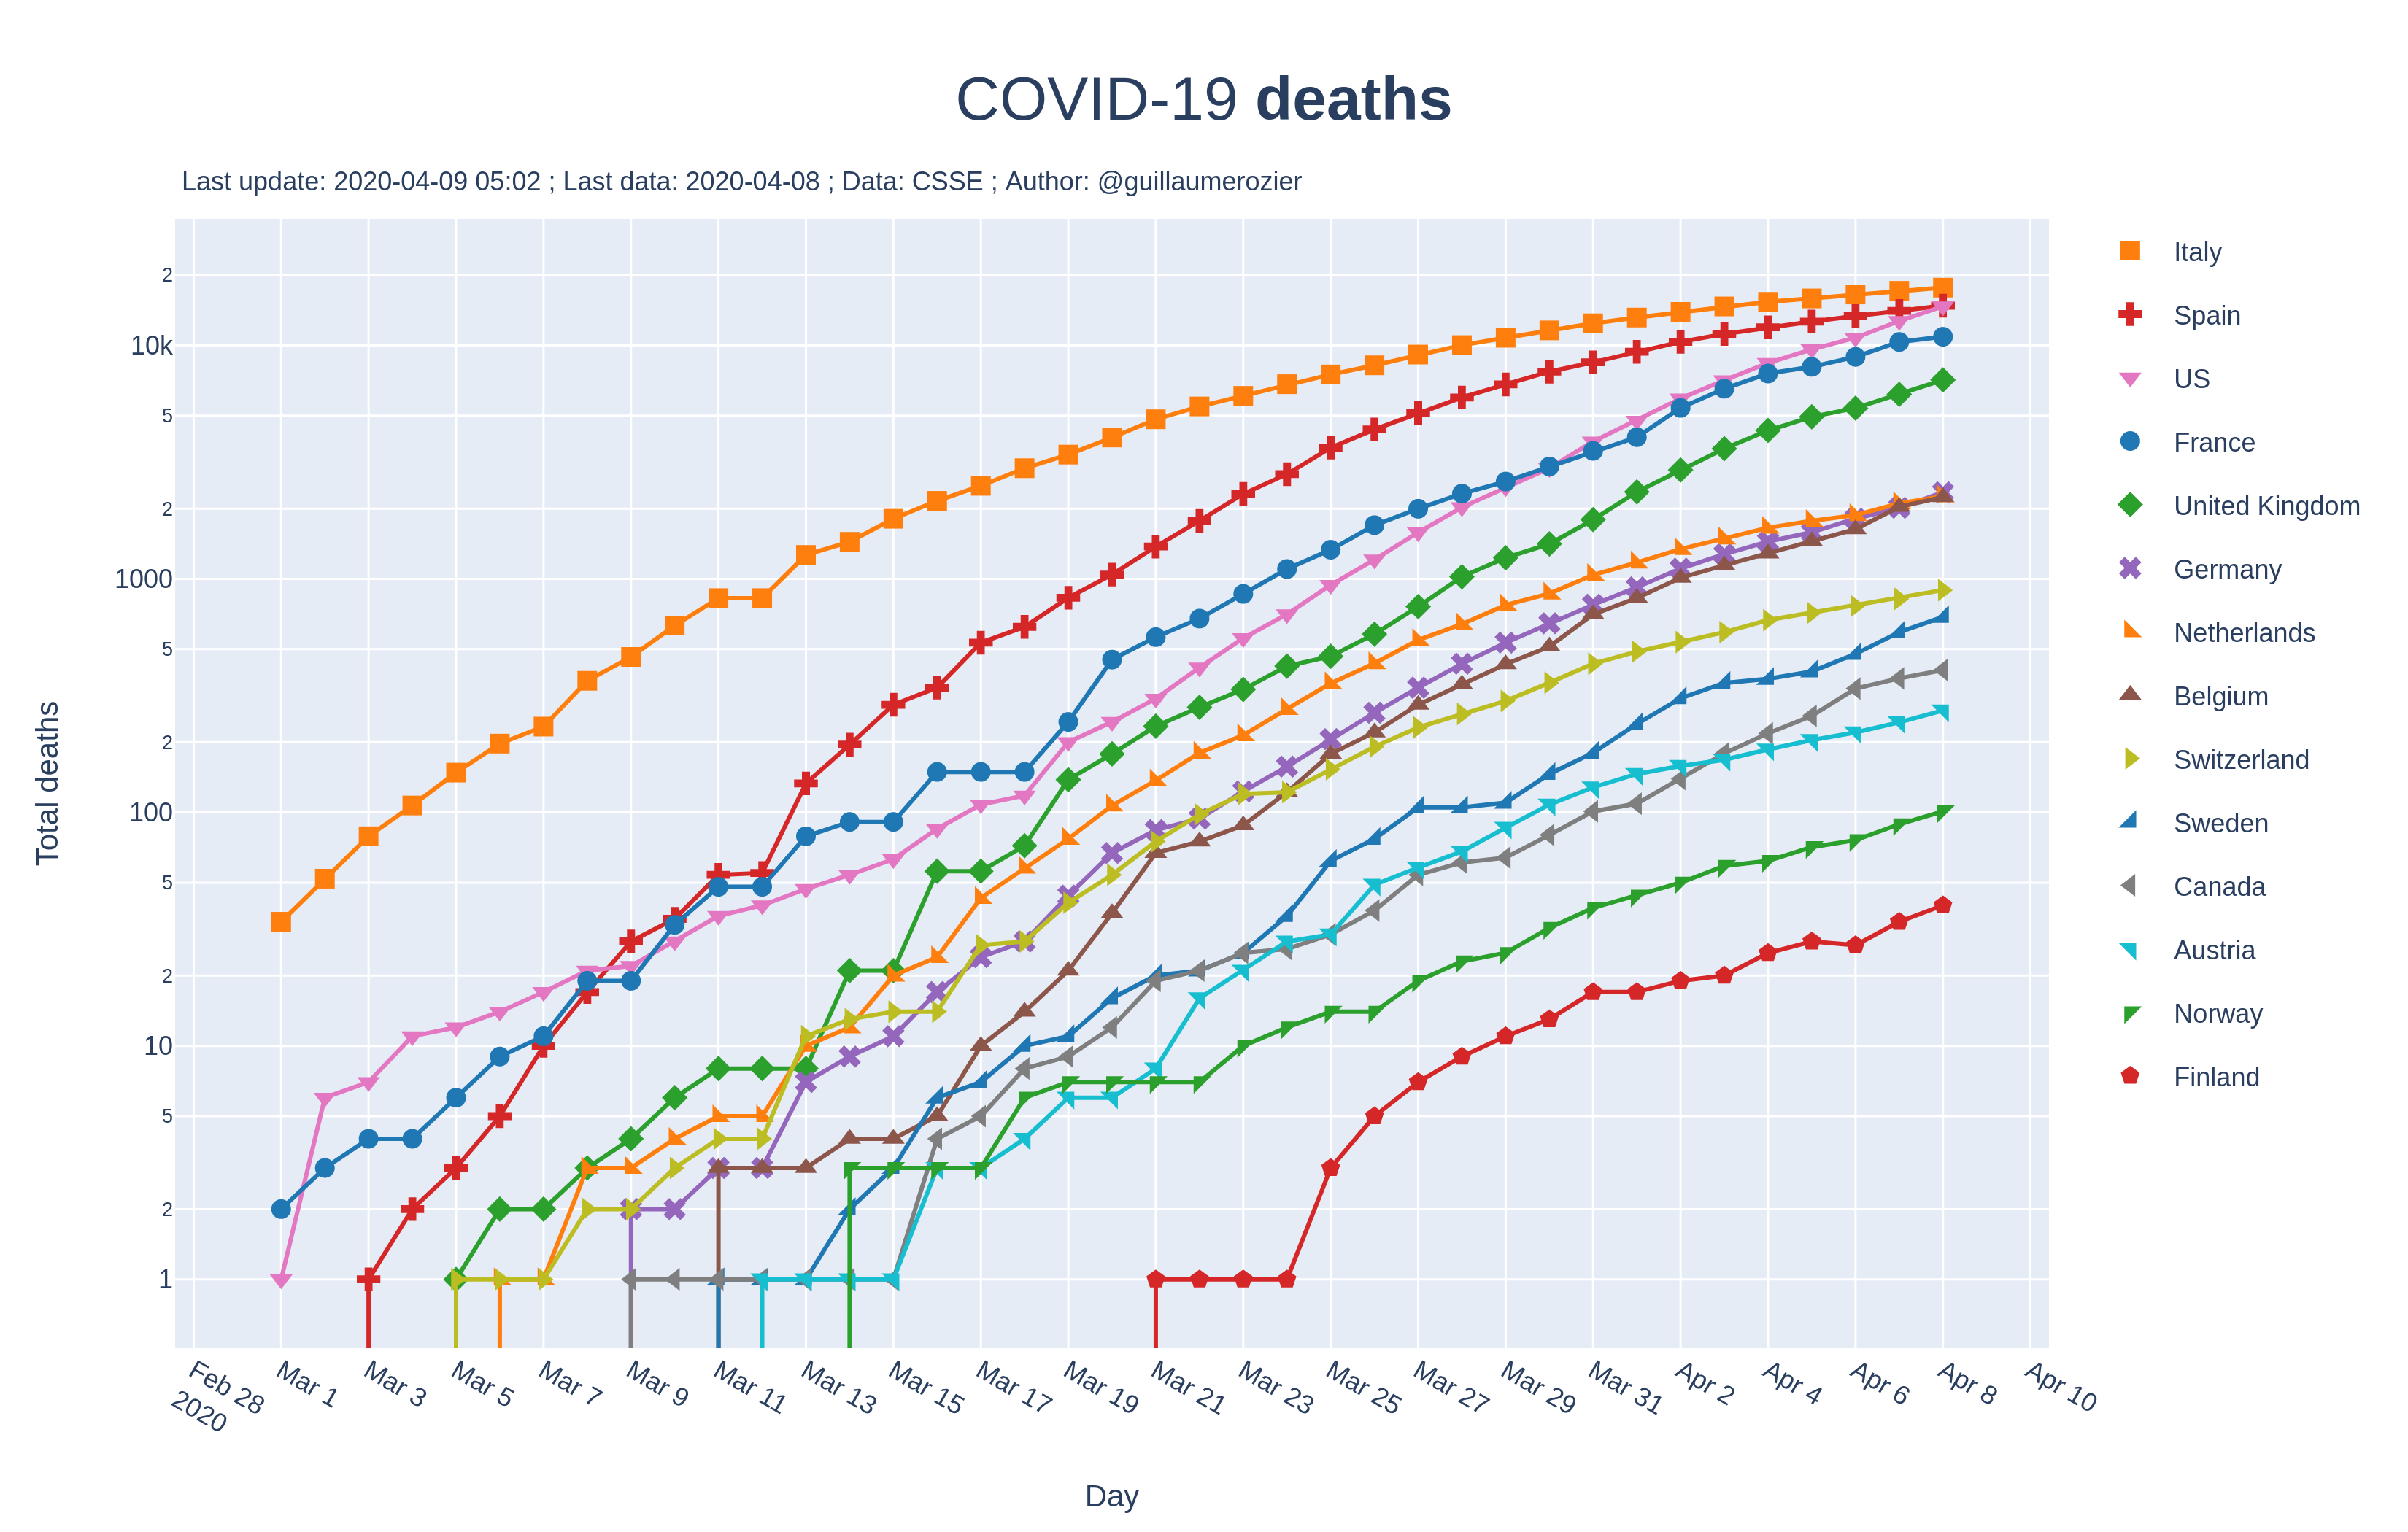 COVID-19 deaths
Last update: 2020-04-09 05:02 ; Last data: 2020-04-08 ; Data: CSSE ; Author: @guillaumerozier
2
10k
5
2
1000
5
2
100
5
2
10
5
2
1
Total deaths
Feb 28
2020
Mar 1
Mar 3
Mar 5
Mar 7
Mar 9
Mar 11
Mar 13
Mar 15
Mar 17
Mar 19
Mar 21
Mar 23
Mar 25
Mar 27
Mar 29
Mar 31
Apr 2
Apr 4
Apr 6
Apr 8
Apr 10
Day
Italy
Spain
US
France
United Kingdom
Germany
Netherlands
Belgium
Switzerland
Sweden
Canada
Austria
Norway
Finland